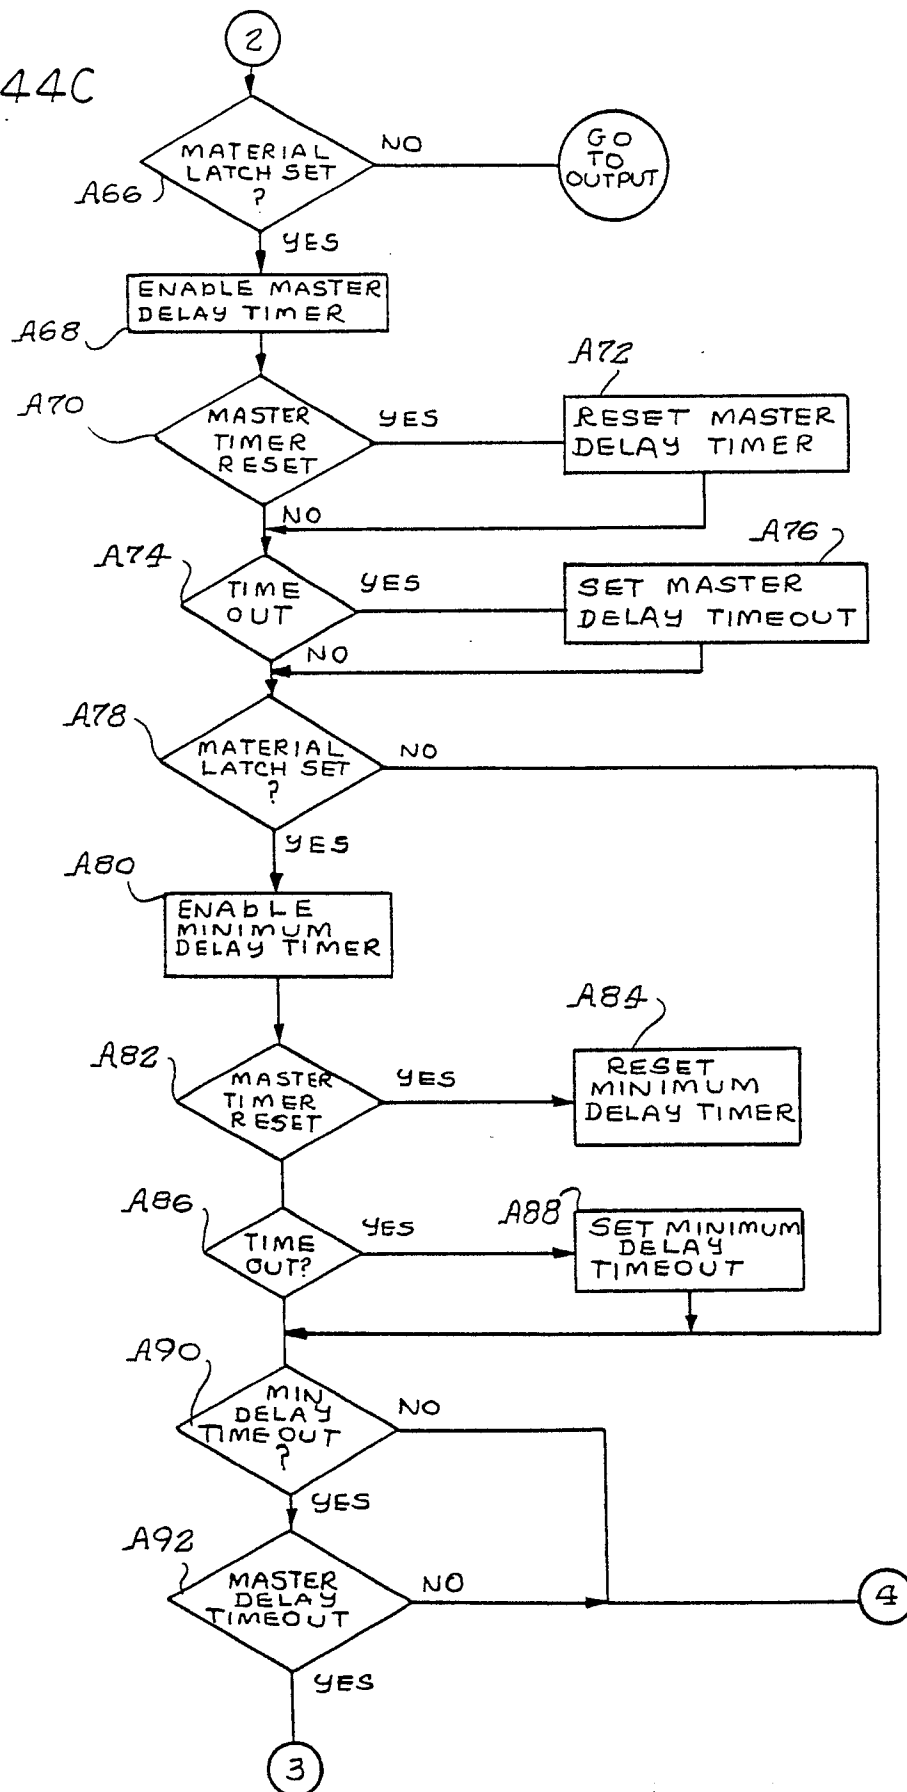 2
44C
MATERIAL
LATCH SET
?
NO
GO
TO
OUTPUT
A66
YES
ENABLE MASTER
DELAY TIMER
A68
A70
MASTER
TIMER
RESET
YES
A72
RESET MASTER
DELAY TIMER
NO
A74
TIME
OUT
YES
A76
SET MASTER
DELAY TIMEOUT
NO
A78
MATERIAL
LATCH SET
?
NO
YES
A80
ENABLE
MINIMUM
DELAY TIMER
A82
MASTER
TIMER
RESET
YES
A84
RESET
MINIMUM
DELAY TIMER
A86
TIME
OUT?
YES
A88
SET MINIMUM
DELAY
TIMEOUT
A90
MIN
DELAY
TIMEOUT
?
NO
YES
A92
MASTER
DELAY
TIMEOUT
NO
4
YES
3